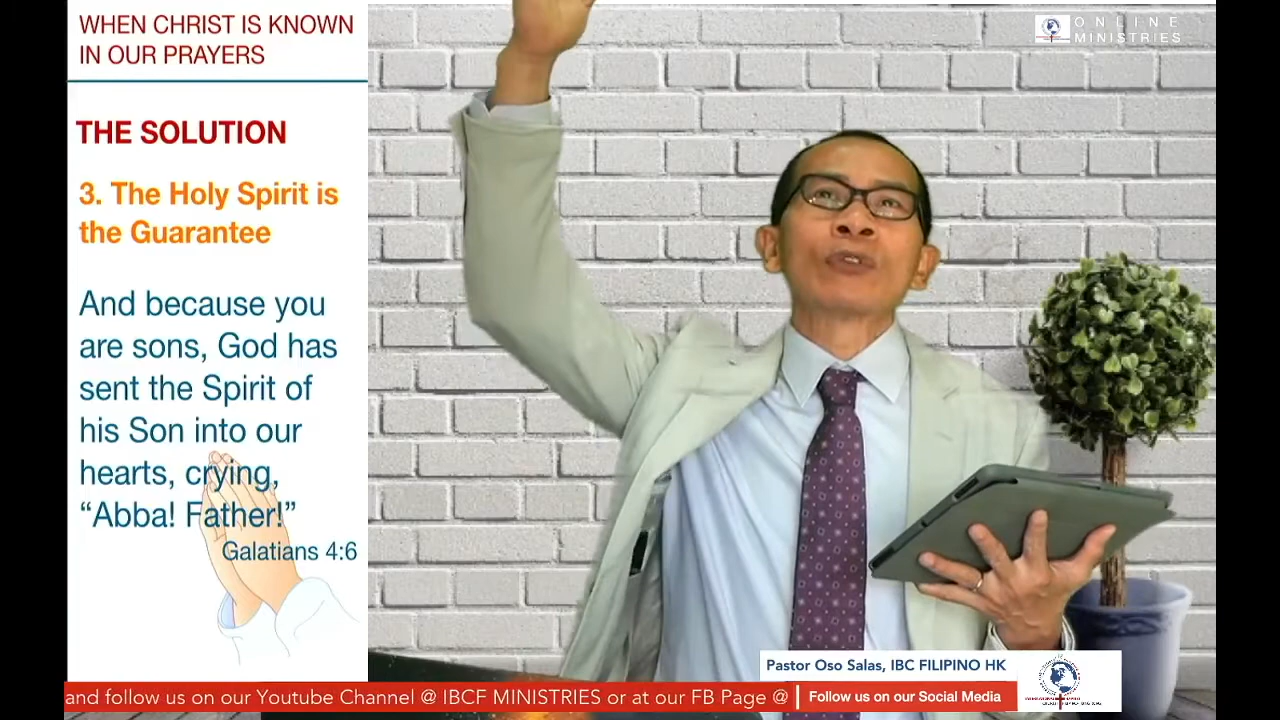 WHEN CHRIST IS KNOWN
IN OUR PRAYERS
THE SOLUTION
3. The Holy Spirit is
the Guarantee
And because you
are sons, God has
sent the Spirit of
his Son into our
hearts, crying,
“Abba! Father!”
Galatians 4:6
ONLINE
MINISTRIES
Pastor Oso Salas, IBC FILIPINO HK
and follow us on our Youtube Channel @ IBCF MINISTRIES or at our FB Page @
Follow us on our Social Media